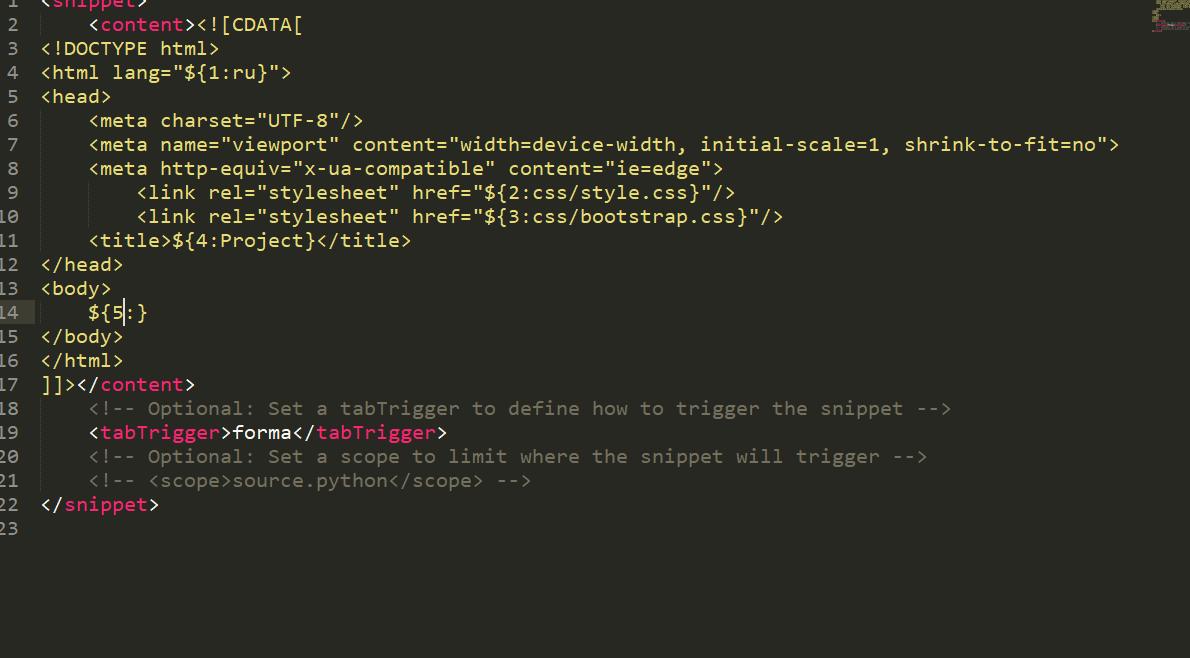 1 <snippet>
2 <content><![CDATA[
3 <!DOCTYPE html>
4 <html lang="${1:ru}">
5 <head>
6 <meta charset="UTF-8"/>
7 <meta name="viewport" content="width=device-width, initial-scale=1, shrink-to-fit=no">
8 <meta http-equiv="x-ua-compatible" content="ie=edge">
9 <link rel="stylesheet" href="${2:css/style.css}"/>
10 <link rel="stylesheet" href="${3:css/bootstrap.css}"/>
11 <title>${4:Project}</title>
12 </head>
13 <body>
14 ${5:}
15 </body>
16 </html>
17 ]]></content>
18 <!-- Optional: Set a tabTrigger to define how to trigger the snippet -->
19 <tabTrigger>forma</tabTrigger>
20 <!-- Optional: Set a scope to limit where the snippet will trigger -->
21 <!-- <scope>source.python</scope> -->
22 </snippet>
23